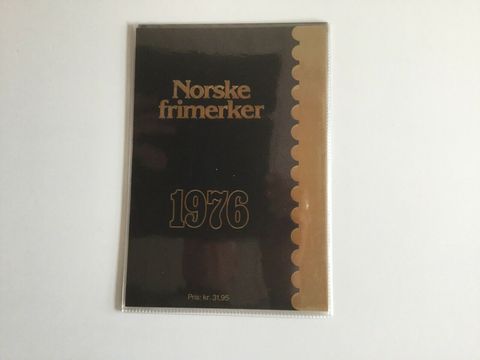 Norske
frimerker
1976
Pris: kr. 31,95